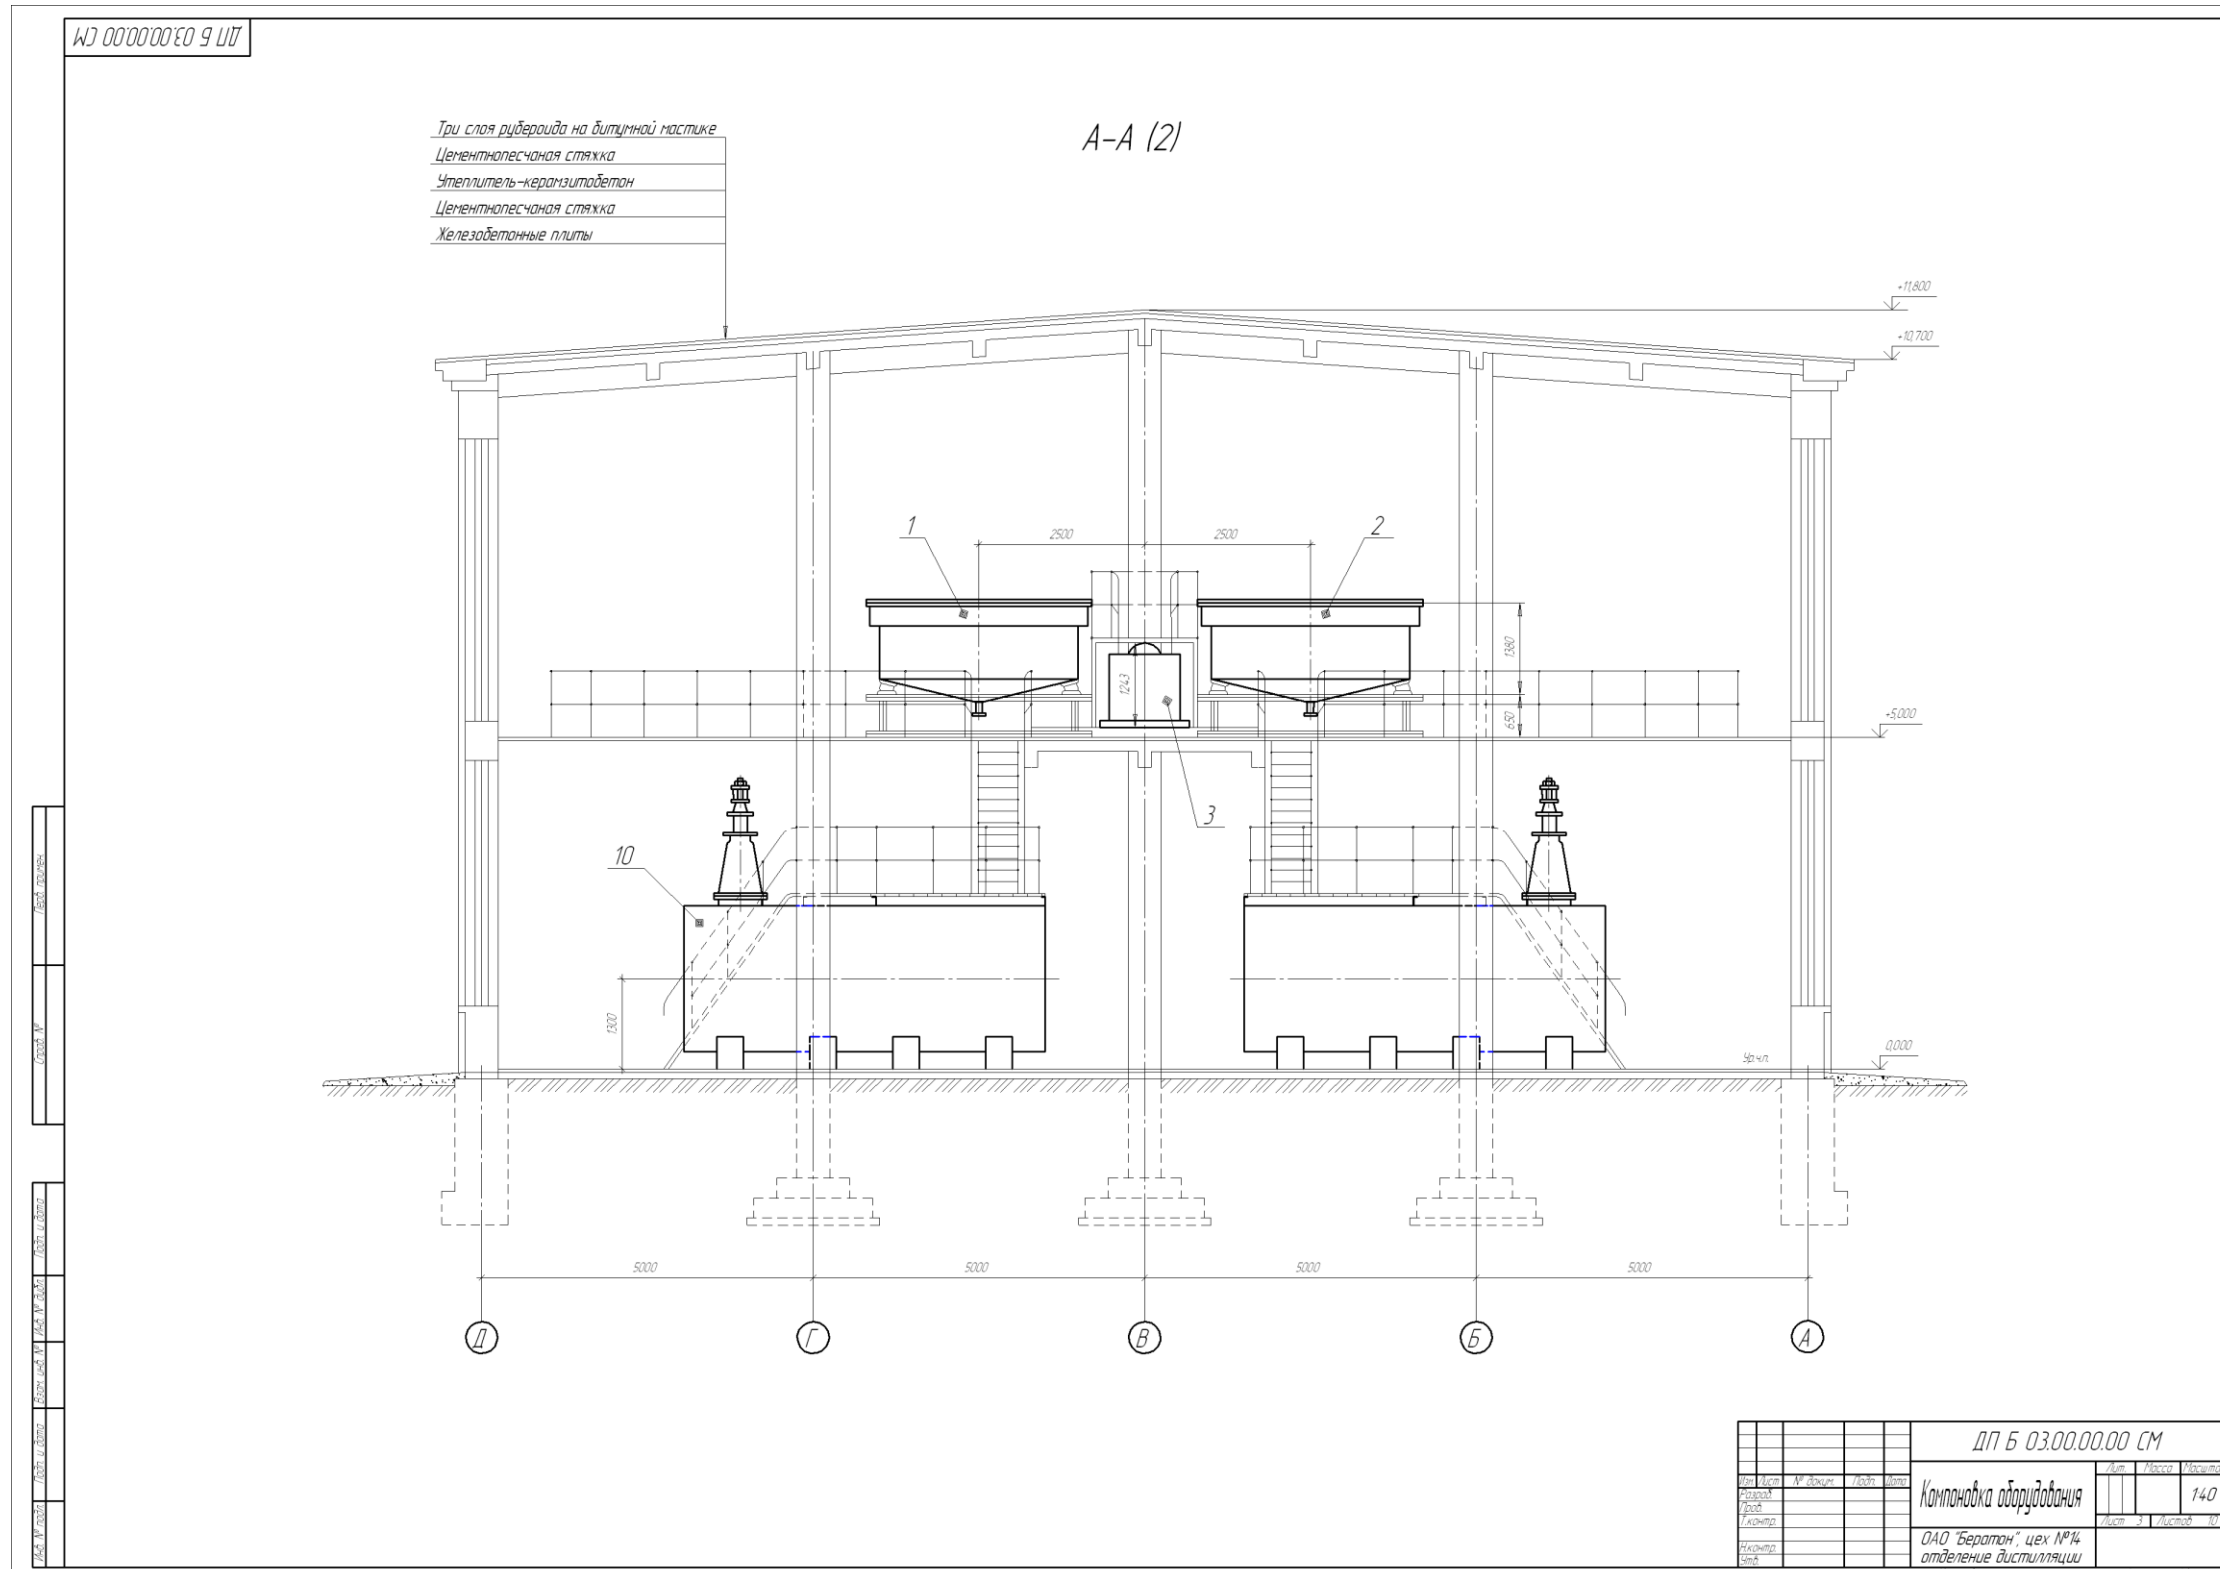 ДП Б 03.00.00.00 СМ
А-А (2)
Три слоя рубероида на битумной мастике
Цементнопесчаная стяжка
Утеплитель-керамзитобетон
Цементнопесчаная стяжка
Железобетонные плиты
+11,800
+10,700
1
2500
2500
2
1380
1243
650
+5,000
3
10
1300
Ур.ч.п.
0,000
5000
5000
5000
5000
Д
Г
В
Б
А
Перв. примен.
Справ. №
Подп. и дата
Инв. № дубл.
Взам. инв. №
Подп. и дата
Инв. № подл.
ДП Б 03.00.00.00 СМ
Изм. Лист № докум. Подп. Дата
Разраб.
Пров.
Т.контр.
Н.контр.
Утв.
Компоновка оборудования
Лит. Масса Масшта
1:40
Лист 3 Листов 10
ОАО "Бератон", цех №14
отделение дистилляции